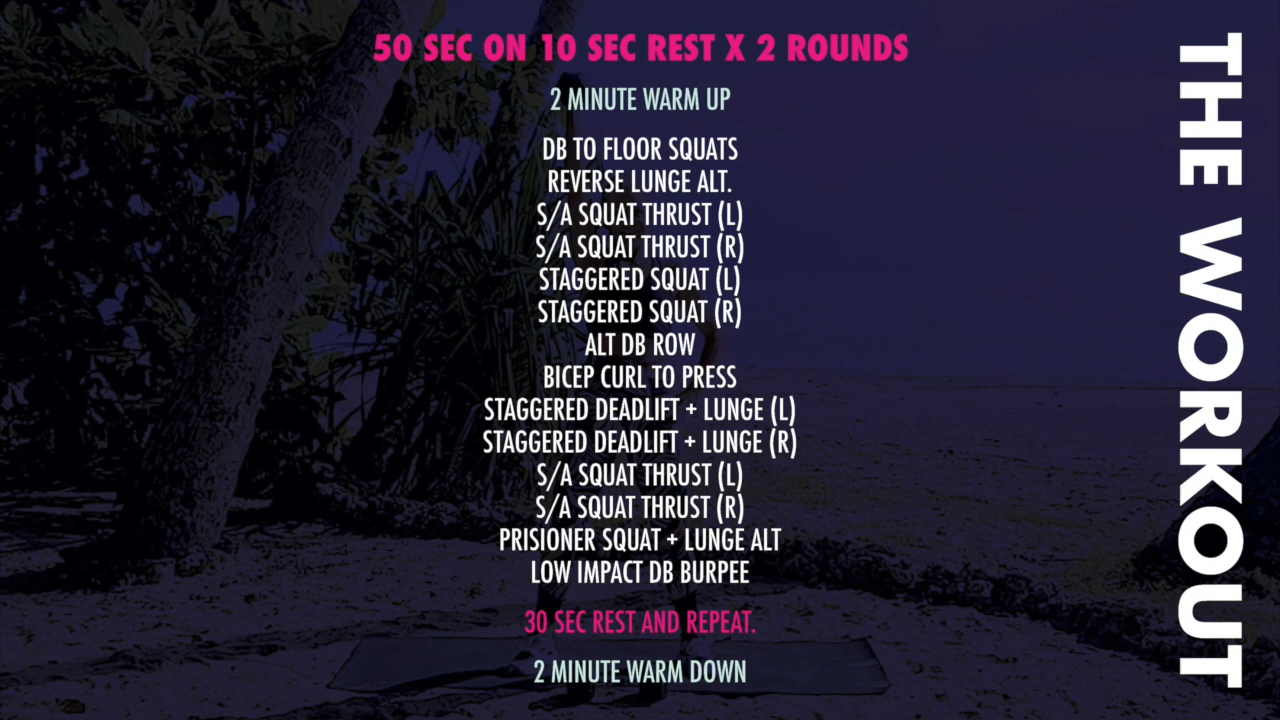 50 SEC ON 10 SEC REST X 2 ROUNDS
2 MINUTE WARM UP
DB TO FLOOR SQUATS
REVERSE LUNGE ALT.
S/A SQUAT THRUST (L)
S/A SQUAT THRUST (R)
STAGGERED SQUAT (L)
STAGGERED SQUAT (R)
ALT DB ROW
BICEP CURL TO PRESS
STAGGERED DEADLIFT + LUNGE (L)
STAGGERED DEADLIFT + LUNGE (R)
S/A SQUAT THRUST (L)
S/A SQUAT THRUST (R)
PRISIONER SQUAT + LUNGE ALT
LOW IMPACT DB BURPEE
30 SEC REST AND REPEAT.
2 MINUTE WARM DOWN
THE WORKOUT